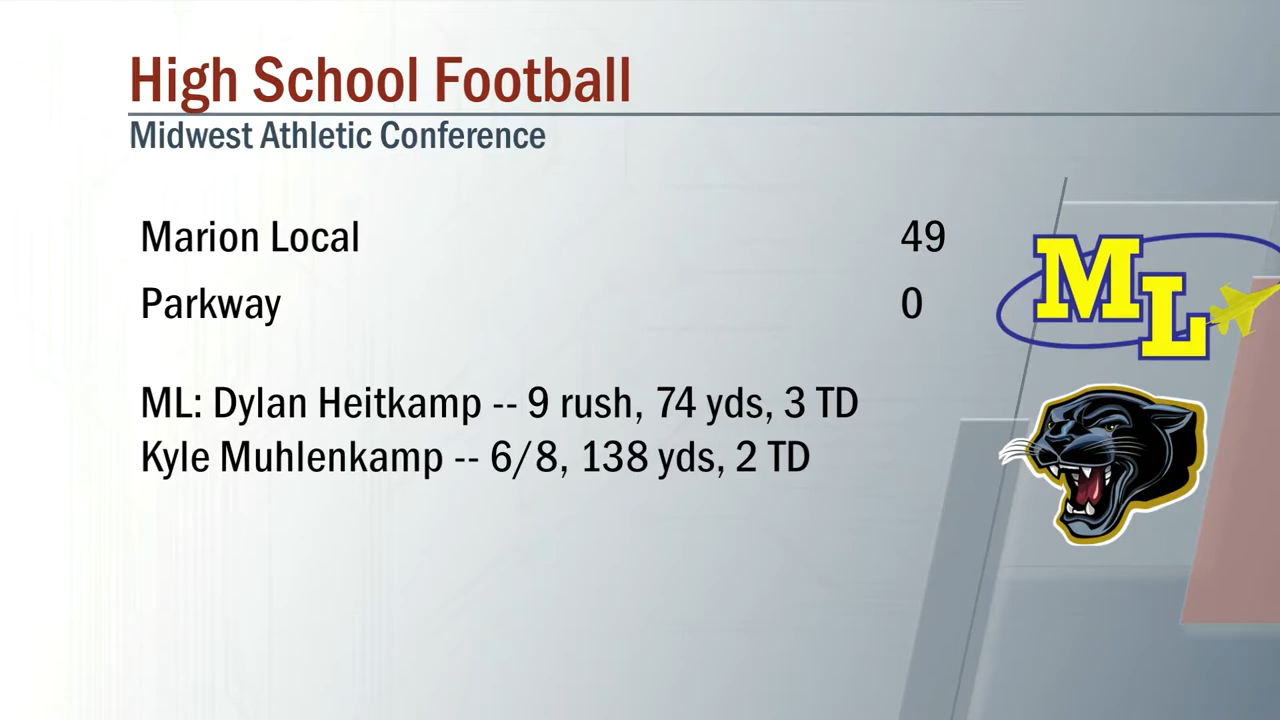 High School Football
Midwest Athletic Conference
Marion Local 49
Parkway 0
ML: Dylan Heitkamp -- 9 rush, 74 yds, 3 TD
Kyle Muhlenkamp -- 6/8, 138 yds, 2 TD
ML